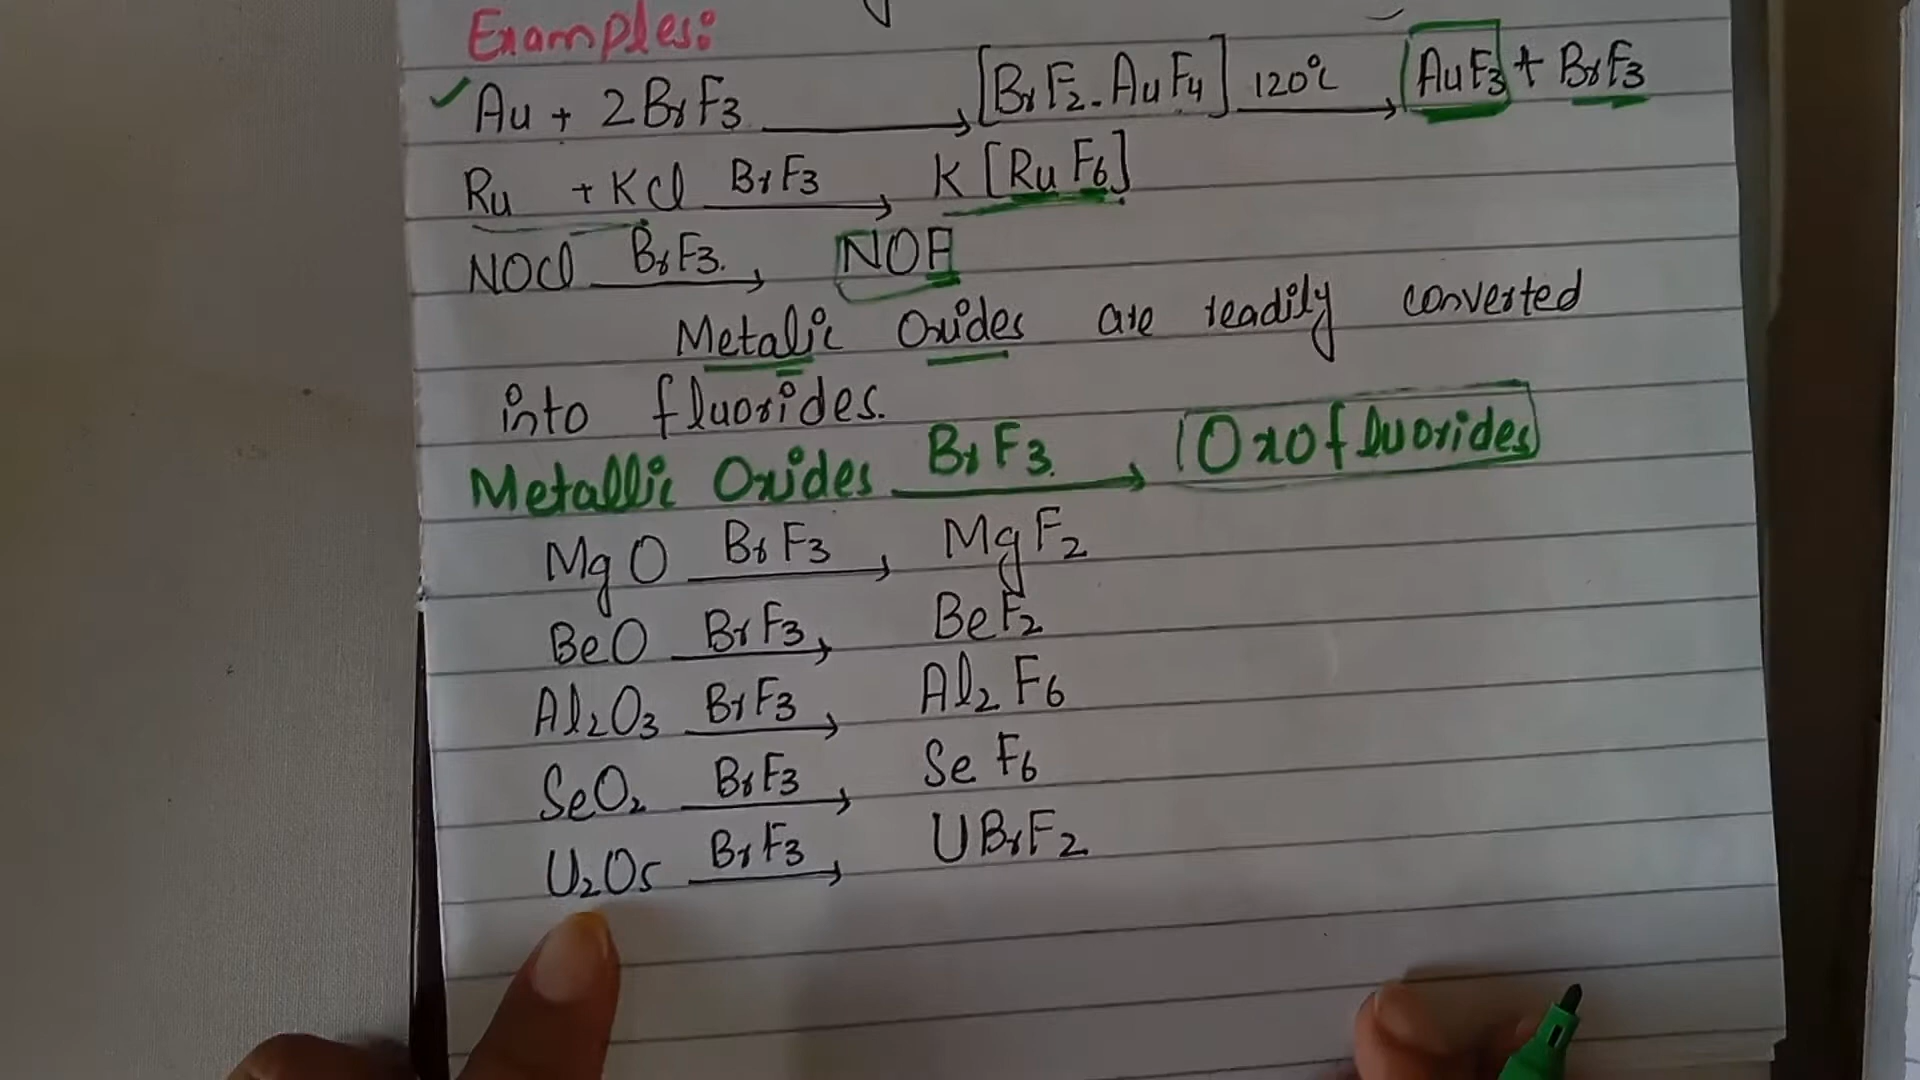 Examples:
Au + 2BrF3 → [BrF2.AuF4] 120°C → AuF3 + BrF3
Ru + KCl BrF3 → K[RuF6]
NOCl BrF3. → NOF
Metalic Oxides are readily converted
into fluorides.
Metallic Oxides BrF3. → Oxofluorides
MgO BrF3 → MgF2
BeO BrF3 → BeF2
Al2O3 BrF3 → Al2F6
SeO2 BrF3 → SeF6
U2O5 BrF3 → UBrF2